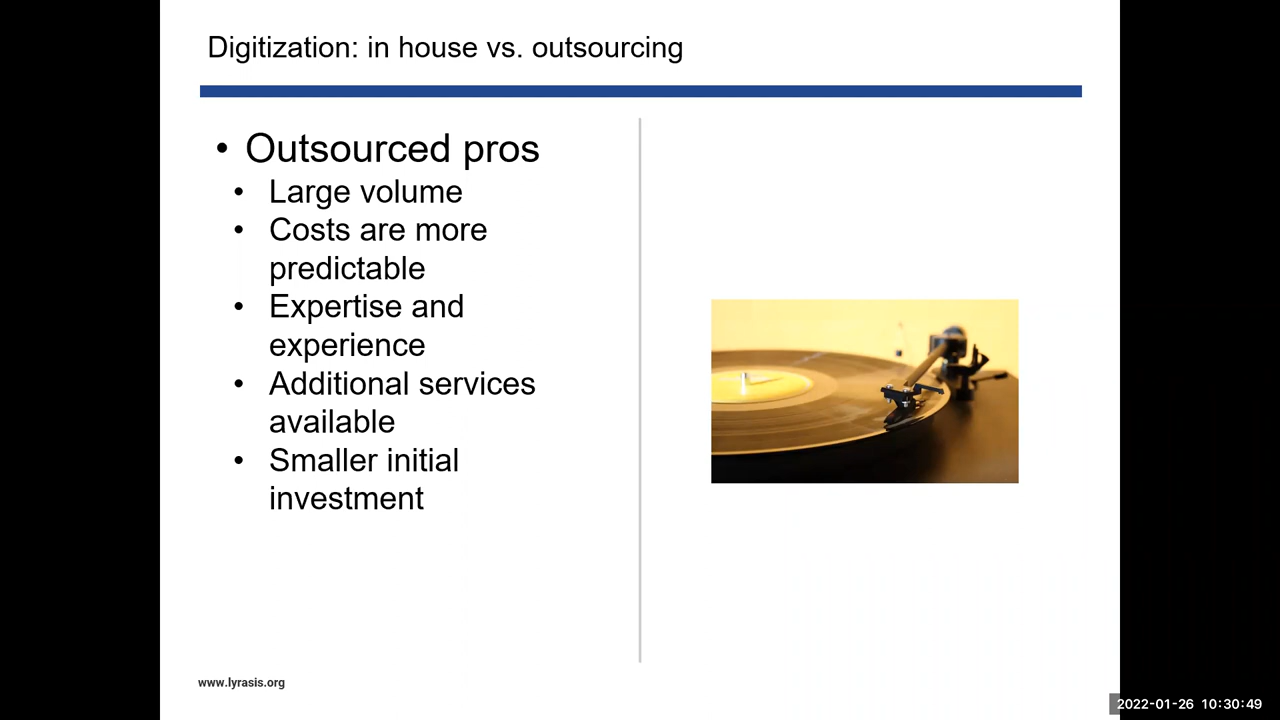 Digitization: in house vs. outsourcing
• Outsourced pros
• Large volume
• Costs are more
predictable
• Expertise and
experience
• Additional services
available
• Smaller initial
investment
www.lyrasis.org
2022-01-26 10:30:49